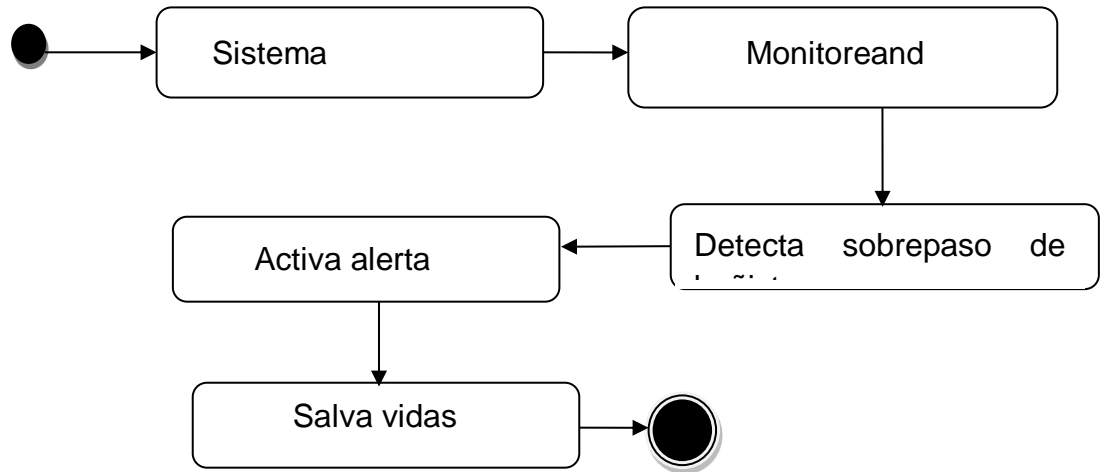 Sistema
Monitoreand
Detecta sobrepaso de
Activa alerta
Salva vidas